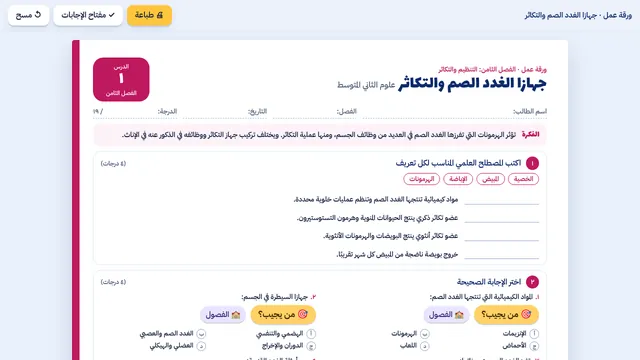 ورقة عمل · جهازا الغدد الصم والتكاثر
↺ مسح
✓ مفتاح الإجابات
🖨 طباعة
ورقة عمل · الفصل الثامن: التنظيم والتكاثر
جهازا الغدد الصم والتكاثر علوم الثاني المتوسط
الدرس
١
الفصل الثامن
اسم الطالب:
الفصل:
التاريخ:
الدرجة:
/ ١٩
الفكرة تؤثر الهرمونات التي تفرزها الغدد الصم في العديد من وظائف الجسم، ومنها عملية التكاثر. ويختلف تركيب جهاز التكاثر ووظائفه في الذكور عنه في الإناث.
١ اكتب المصطلح العلمي المناسب لكل تعريف (٤ درجات)
الخصية المبيض الإباضة الهرمونات
مواد كيميائية تنتجها الغدد الصم وتنظم عمليات خلوية محددة.
عضو تكاثر ذكري ينتج الحيوانات المنوية وهرمون التستوستيرون.
عضو تكاثر أنثوي ينتج البويضات والهرمونات الأنثوية.
خروج بويضة ناضجة من المبيض كل شهر تقريبًا.
٢ اختر الإجابة الصحيحة (٤ درجات)
١. المواد الكيميائية التي تنتجها الغدد الصم:
🎯 من يجيب؟ 🏫 الفصول
أ الإنزيمات ب الهرمونات
ج الأحماض د اللعاب
٢. جهازا السيطرة في الجسم:
🎯 من يجيب؟ 🏫 الفصول
أ الهضمي والتنفسي ب الغدد الصم والعصبي
ج الدوران والإخراج د العضلي والهيكلي